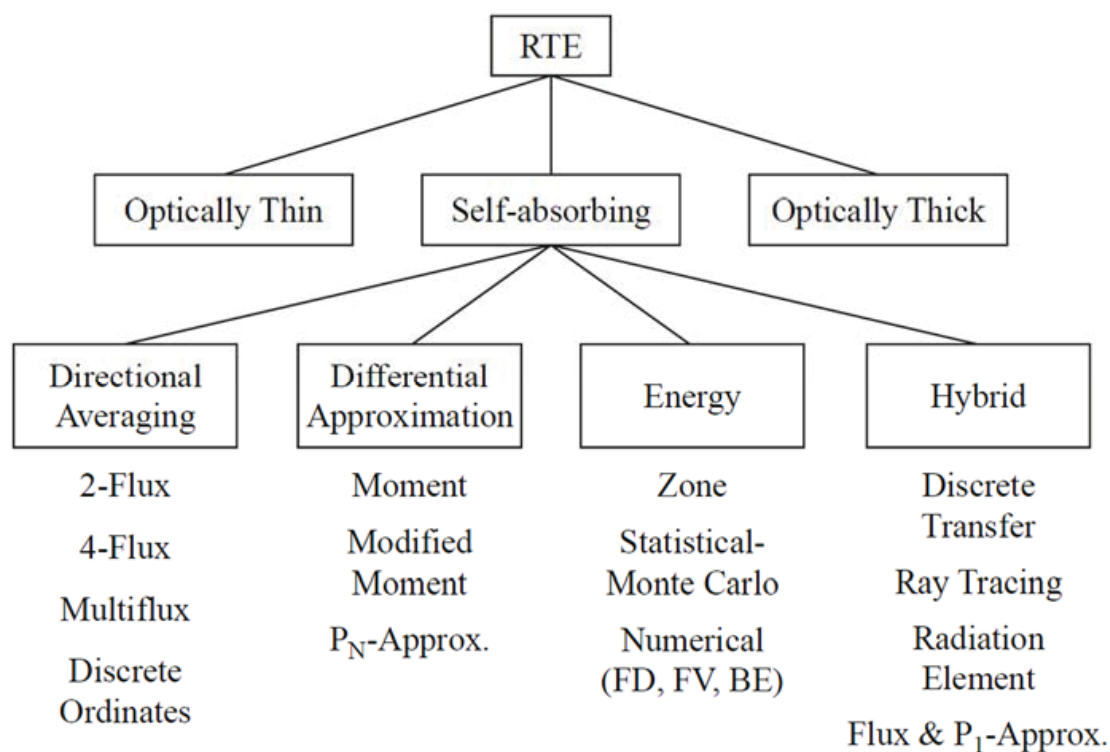 RTE
Optically Thin
Self-absorbing
Optically Thick
Directional
Averaging
2-Flux
4-Flux
Multiflux
Discrete
Ordinates
Differential
Approximation
Moment
Modified
Moment
P_N-Approx.
Energy
Zone
Statistical-
Monte Carlo
Numerical
(FD, FV, BE)
Hybrid
Discrete
Transfer
Ray Tracing
Radiation
Element
Flux & P₁-Approx.